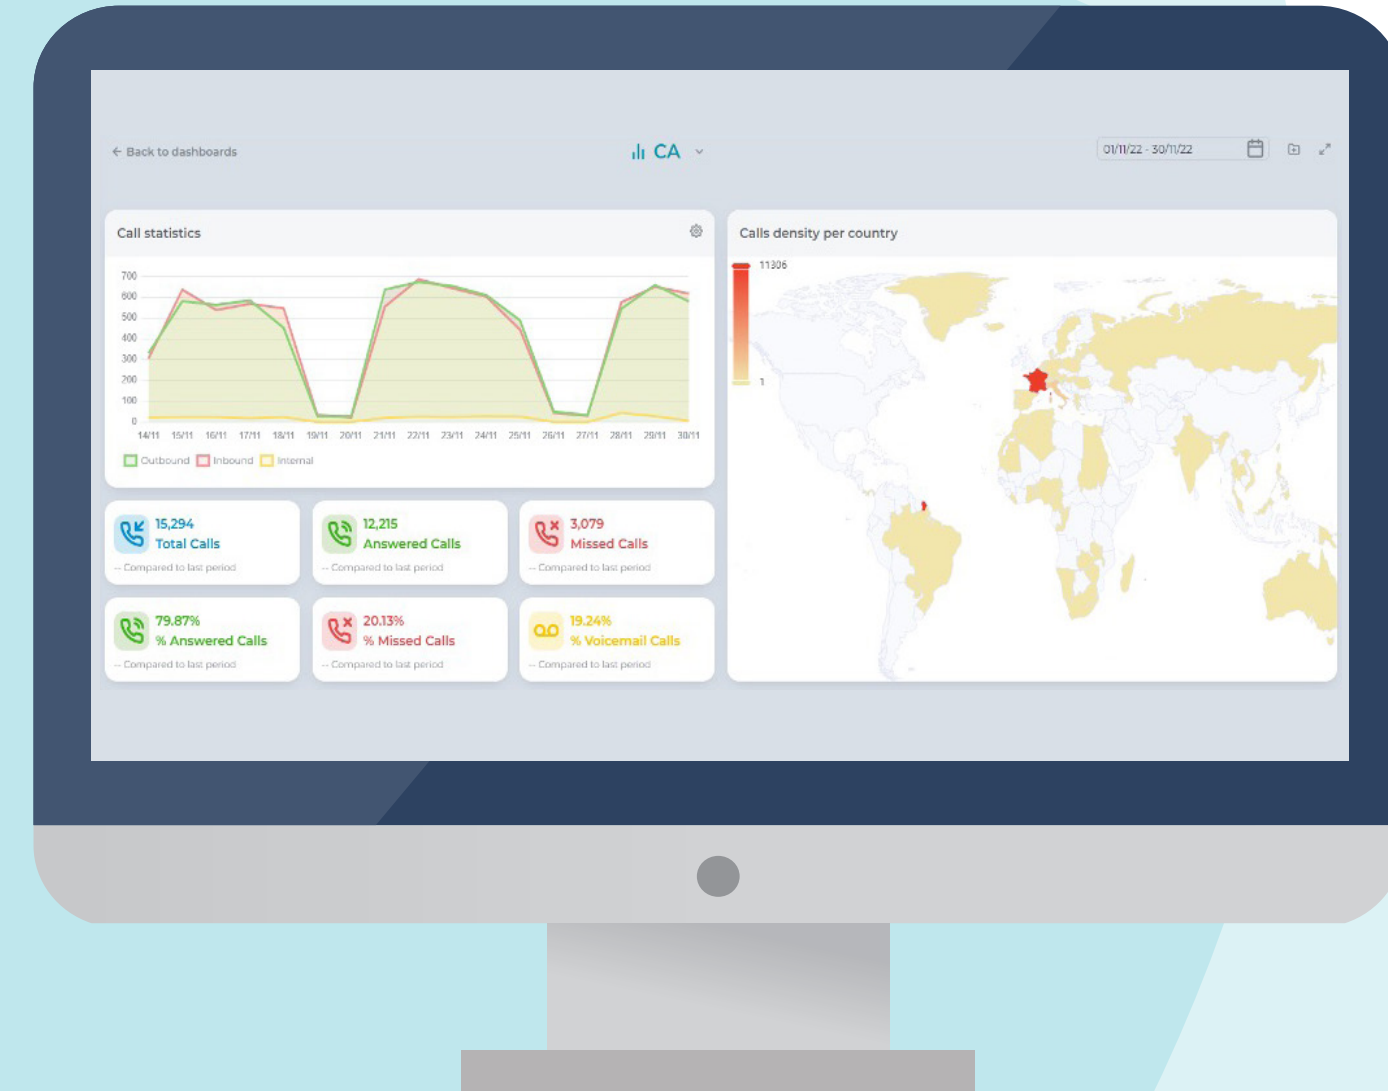 ← Back to dashboards
CA
01/11/22 - 30/11/22
Call statistics
700
600
500
400
300
200
100
0
14/11 15/11 16/11 17/11 18/11 19/11 20/11 21/11 22/11 23/11 24/11 25/11 26/11 27/11 28/11 29/11 30/11
Outbound Inbound Internal
Calls density per country
11306
1
15,294
Total Calls
-- Compared to last period
12,215
Answered Calls
-- Compared to last period
3,079
Missed Calls
-- Compared to last period
79.87%
% Answered Calls
-- Compared to last period
20.13%
% Missed Calls
-- Compared to last period
19.24%
% Voicemail Calls
-- Compared to last period